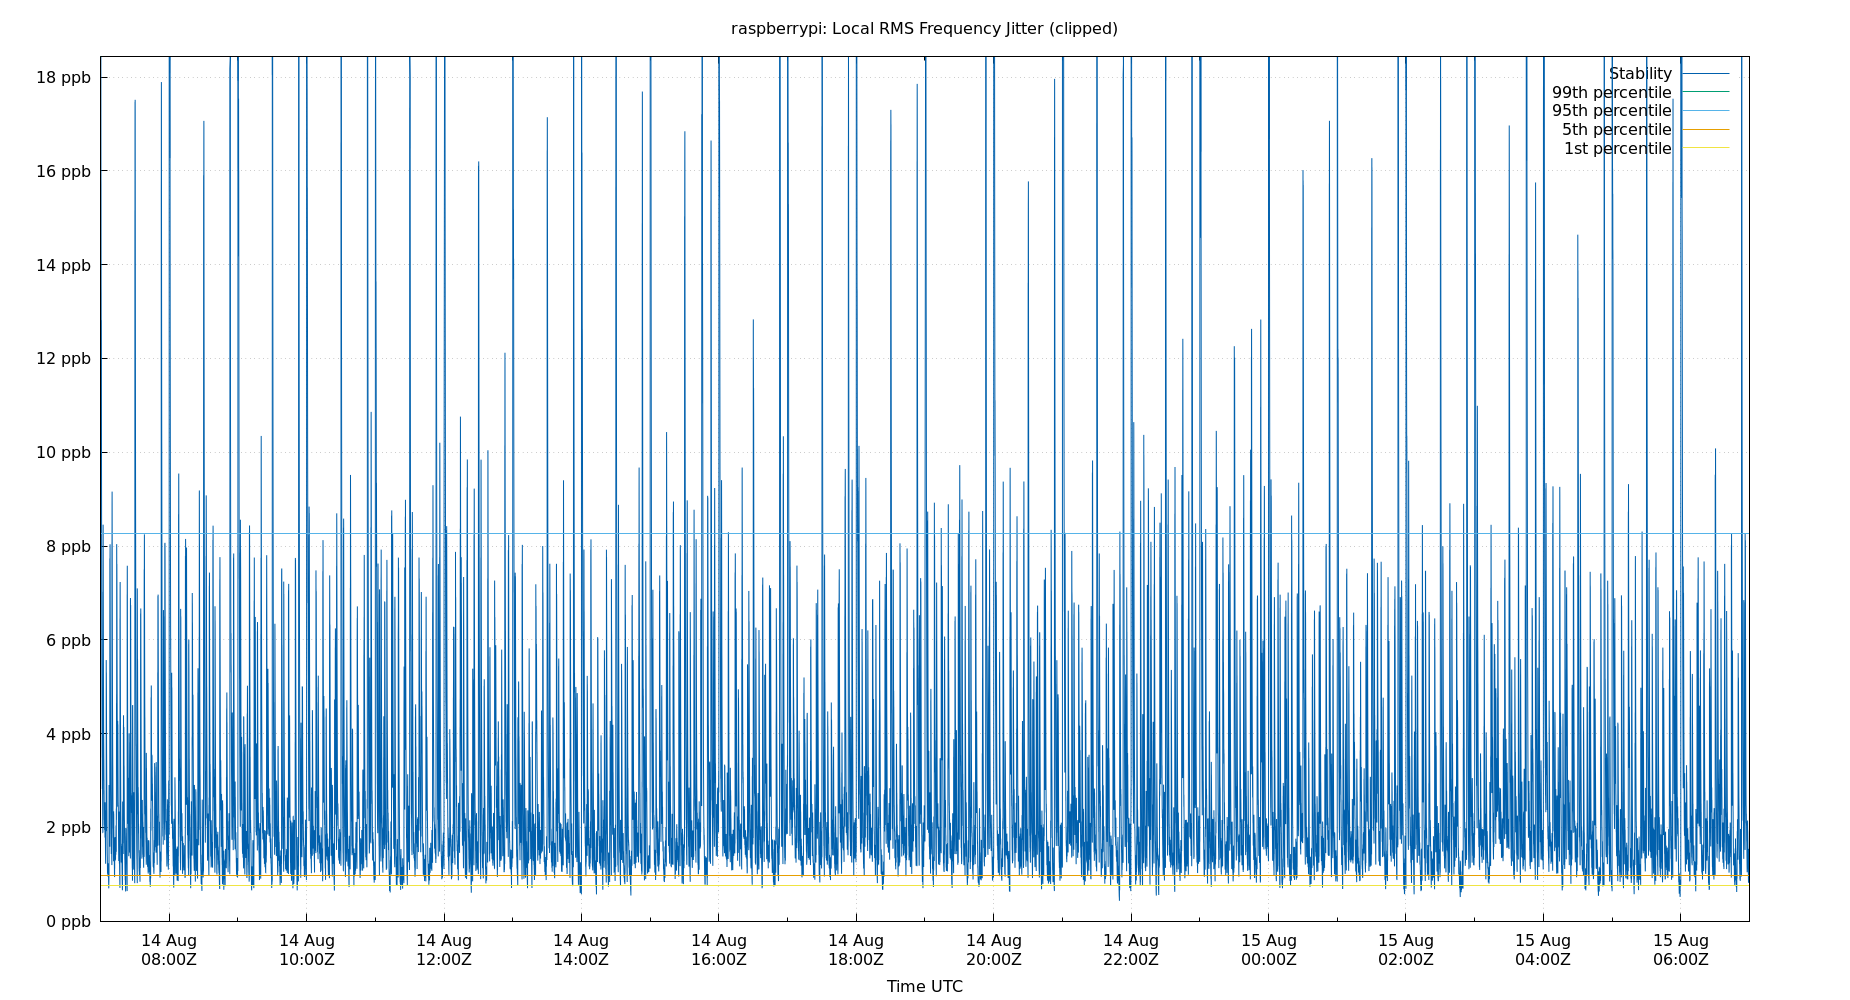 raspberrypi: Local RMS Frequency Jitter (clipped)
18 ppb
16 ppb
14 ppb
12 ppb
10 ppb
8 ppb
6 ppb
4 ppb
2 ppb
0 ppb
Stability
99th percentile
95th percentile
5th percentile
1st percentile
14 Aug 14 Aug 14 Aug 14 Aug 14 Aug 14 Aug 14 Aug 14 Aug 15 Aug 15 Aug 15 Aug 15 Aug
08:00Z 10:00Z 12:00Z 14:00Z 16:00Z 18:00Z 20:00Z 22:00Z 00:00Z 02:00Z 04:00Z 06:00Z
Time UTC